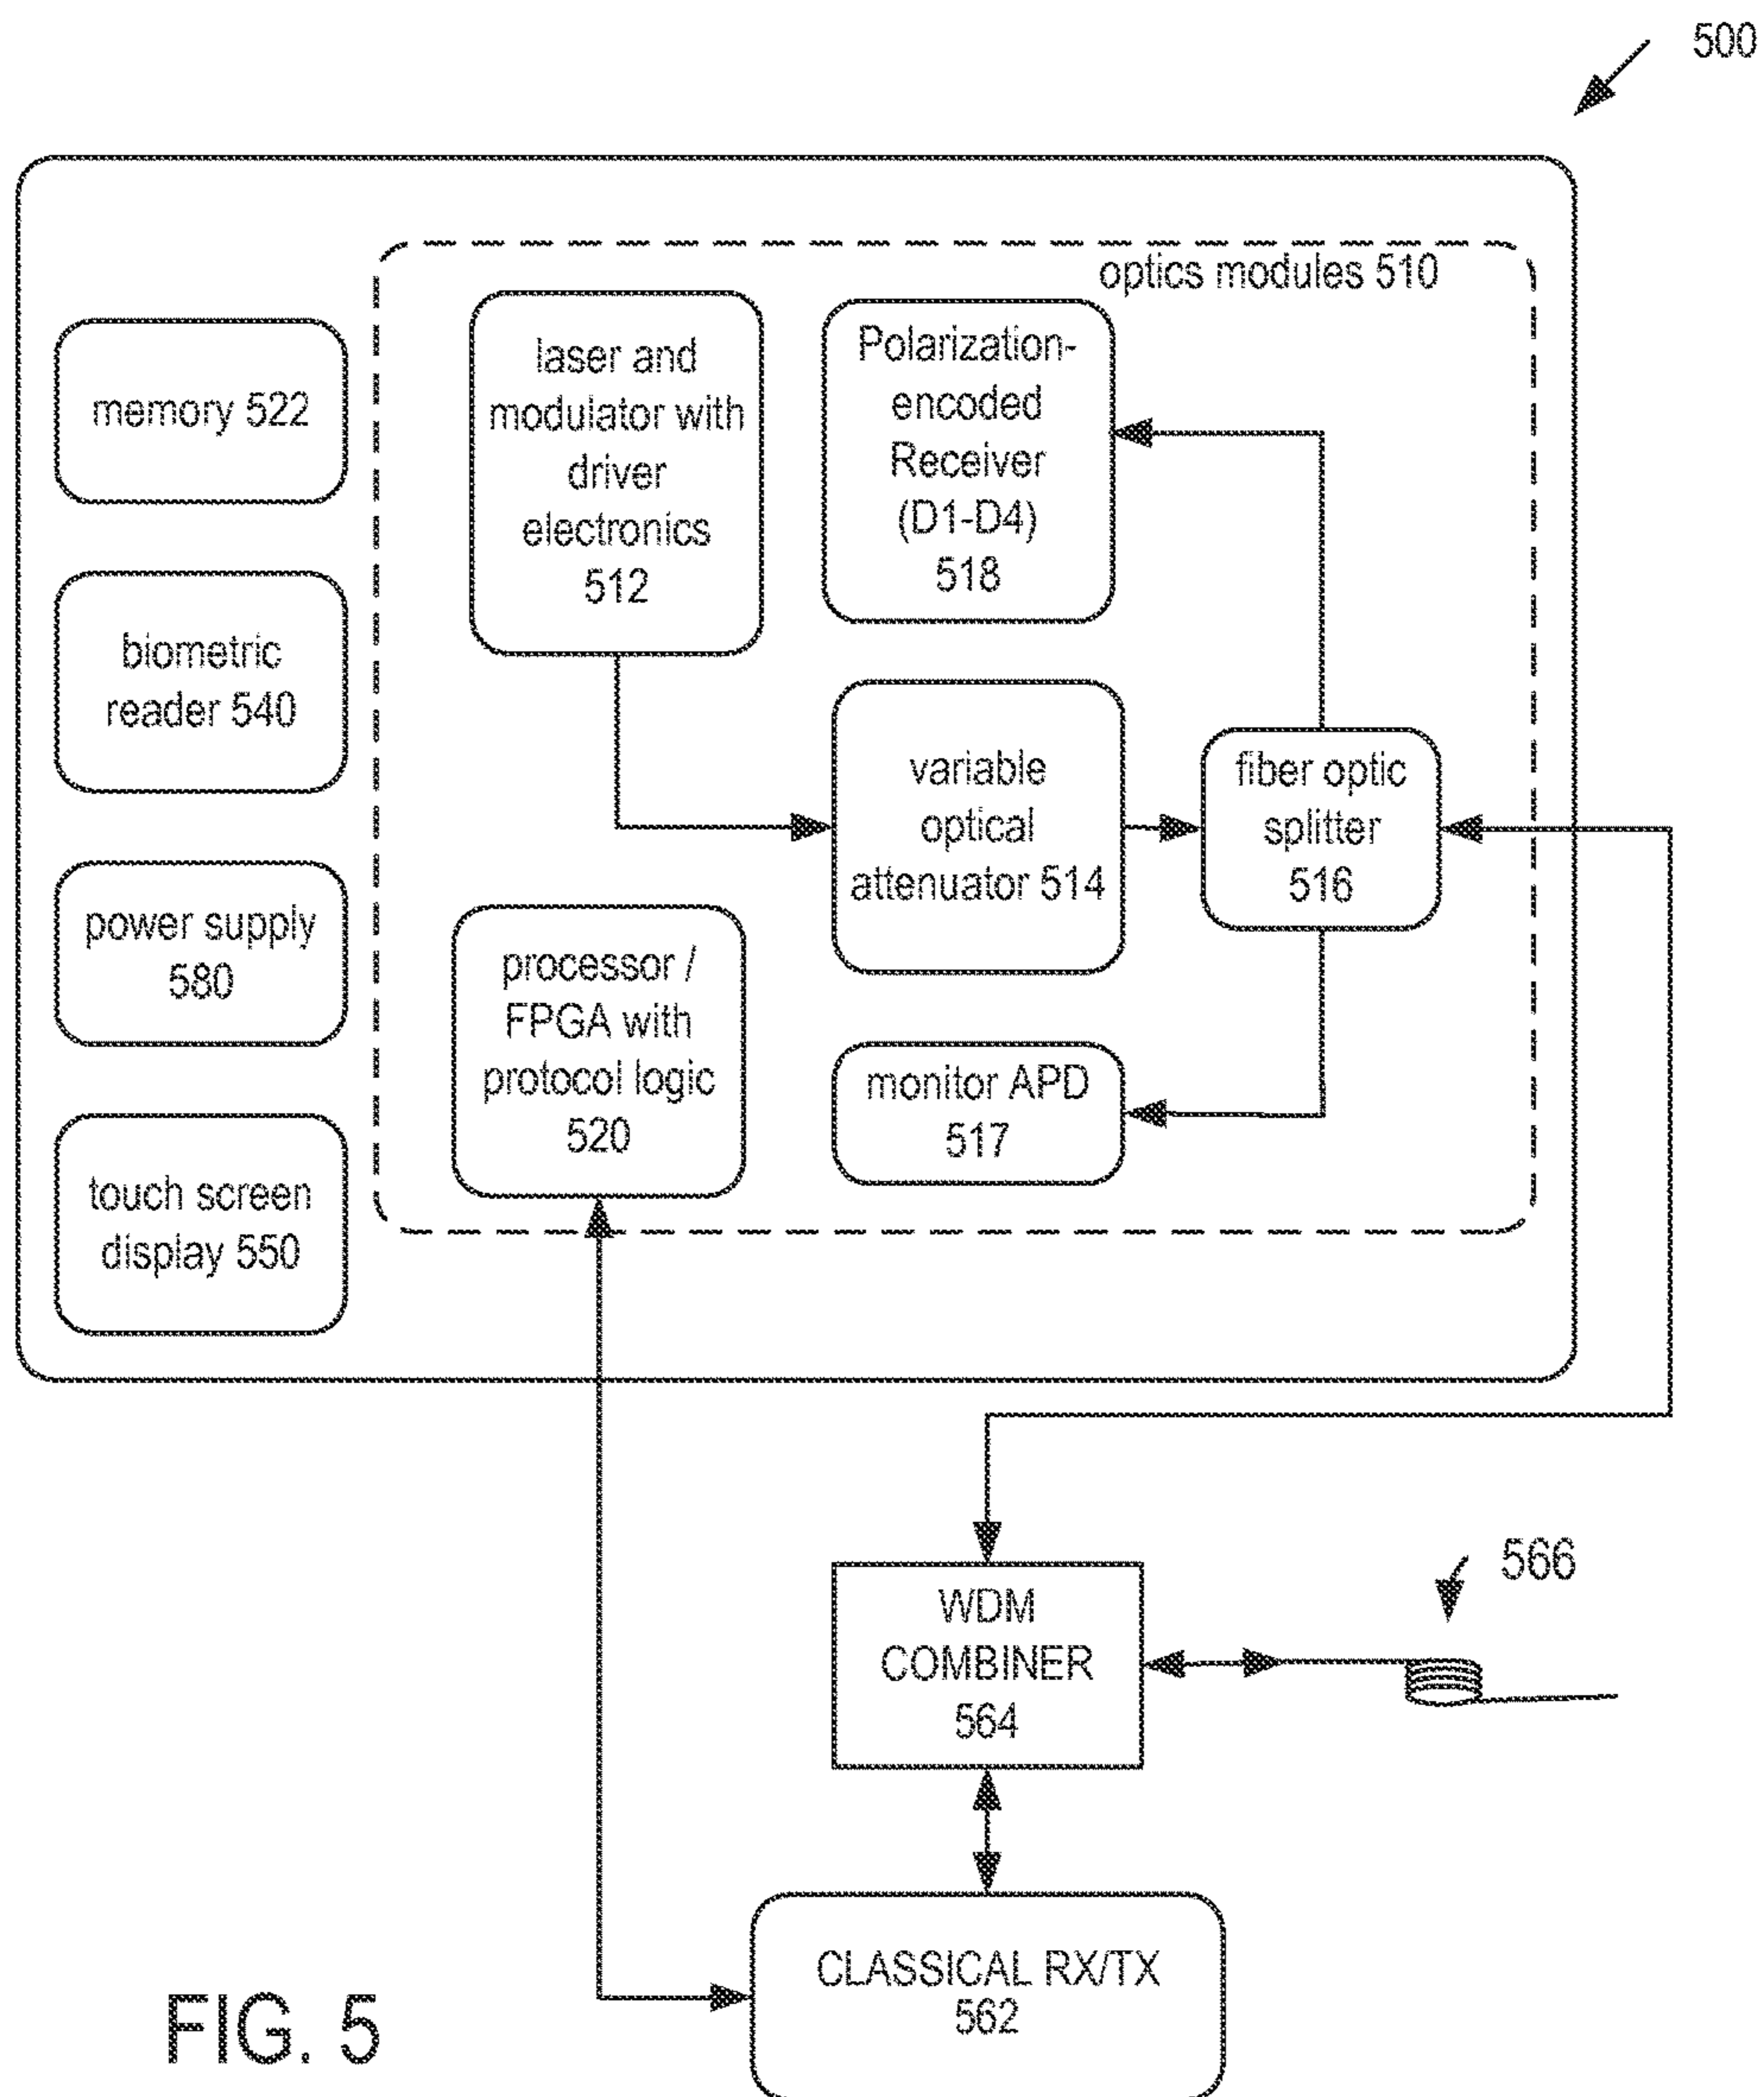 500
optics modules 510
memory 522
laser and
modulator with
driver
electronics
512
Polarization-
encoded
Receiver
(D1-D4)
518
biometric
reader 540
variable
optical
attenuator 514
fiber optic
splitter
516
power supply
580
processor /
FPGA with
protocol logic
520
monitor APD
517
touch screen
display 550
WDM
COMBINER
564
566
CLASSICAL RX/TX
562
FIG. 5